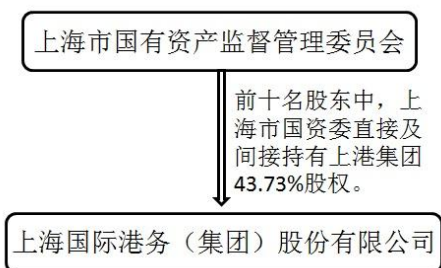 上海市国有资产监督管理委员会
前十名股东中，上
海市国资委直接及
间接持有上港集团
43.73%股权。
上海国际港务（集团）股份有限公司